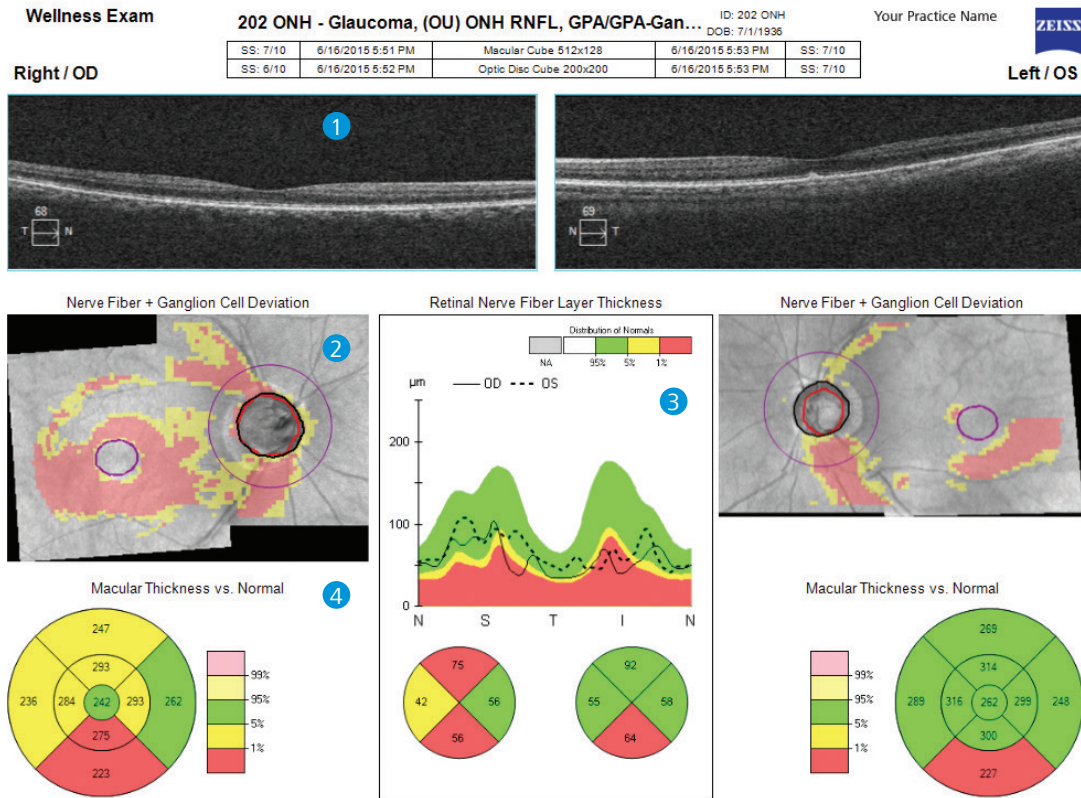 Wellness Exam
202 ONH - Glaucoma, (OU) ONH RNFL, GPA/GPA-Gan...
ID: 202 ONH
DOB: 7/1/1936
Your Practice Name
ZEISS
SS: 7/10 6/16/2015 5:51 PM Macular Cube 512x128 6/16/2015 5:53 PM SS: 7/10
SS: 6/10 6/16/2015 5:52 PM Optic Disc Cube 200x200 6/16/2015 5:53 PM SS: 7/10
Right / OD
Left / OS
1
68
T N
69
N T
Nerve Fiber + Ganglion Cell Deviation
Retinal Nerve Fiber Layer Thickness
Nerve Fiber + Ganglion Cell Deviation
2
Distribution of Normals
NA 95% 5% 1%
µm OD OS
3
200
100
0
N S T I N
Macular Thickness vs. Normal
4
Macular Thickness vs. Normal
247
293
236 284 242 293 262
275
223
99%
95%
5%
1%
75
42 56
56
92
55 58
64
99%
95%
5%
1%
269
314
289 316 262 299 248
300
227